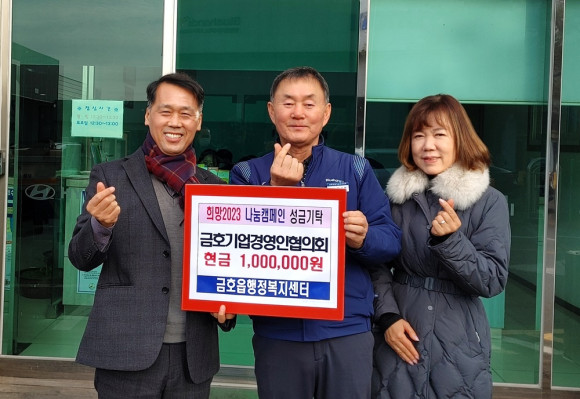 희망2023 나눔캠페인 성금기탁
금호기업경영인협의회
현금 1,000,000원
금호읍행정복지센터